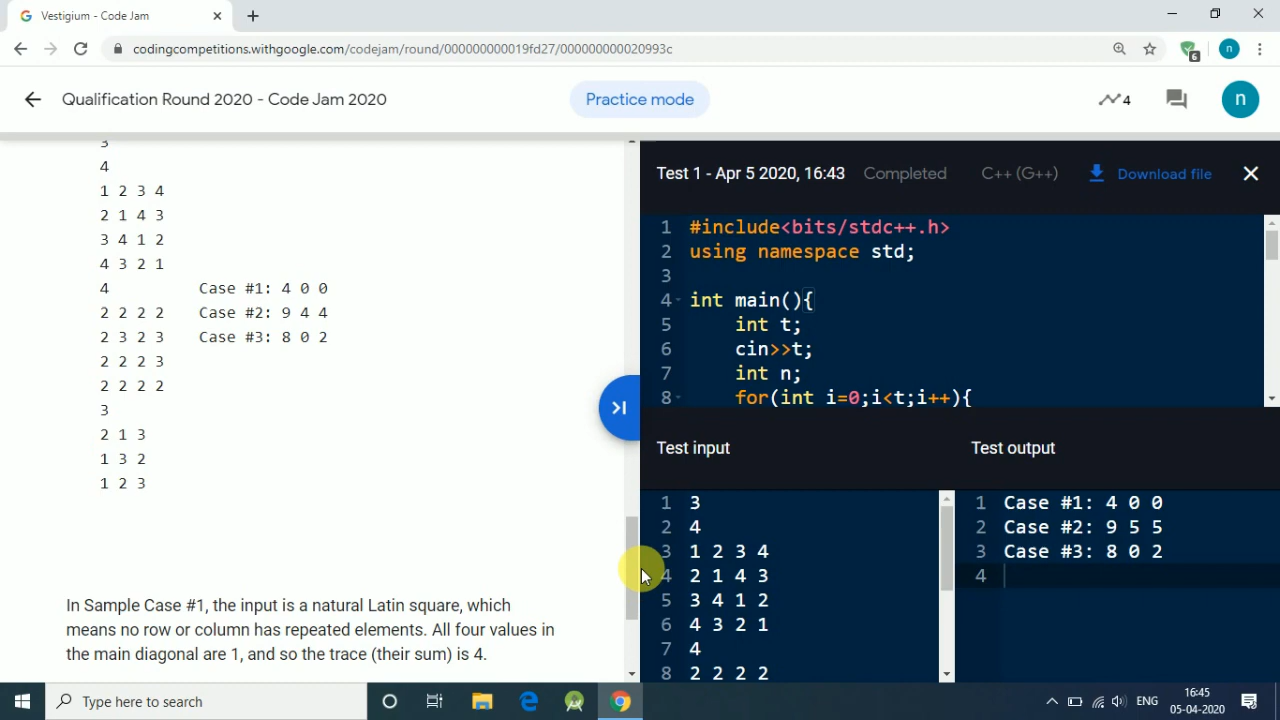 Vestigium - Code Jam
codingcompetitions.withgoogle.com/codejam/round/000000000019fd27/000000000020993c
6
n
Qualification Round 2020 - Code Jam 2020
Practice mode
4
n
3
4
1 2 3 4
2 1 4 3
3 4 1 2
4 3 2 1
4 Case #1: 4 0 0
2 2 2 2 Case #2: 9 4 4
2 3 2 3 Case #3: 8 0 2
2 2 2 3
2 2 2 2
3
2 1 3
1 3 2
1 2 3
In Sample Case #1, the input is a natural Latin square, which
means no row or column has repeated elements. All four values in
the main diagonal are 1, and so the trace (their sum) is 4.
Test 1 - Apr 5 2020, 16:43 Completed C++ (G++) Download file
1 #include<bits/stdc++.h>
2 using namespace std;
3
4 int main(){
5 int t;
6 cin>>t;
7 int n;
8 for(int i=0;i<t;i++){
Test input
1 3
2 4
3 1 2 3 4
4 2 1 4 3
5 3 4 1 2
6 4 3 2 1
7 4
8 2 2 2 2
Test output
1 Case #1: 4 0 0
2 Case #2: 9 5 5
3 Case #3: 8 0 2
4
Type here to search
ENG
16:45
05-04-2020